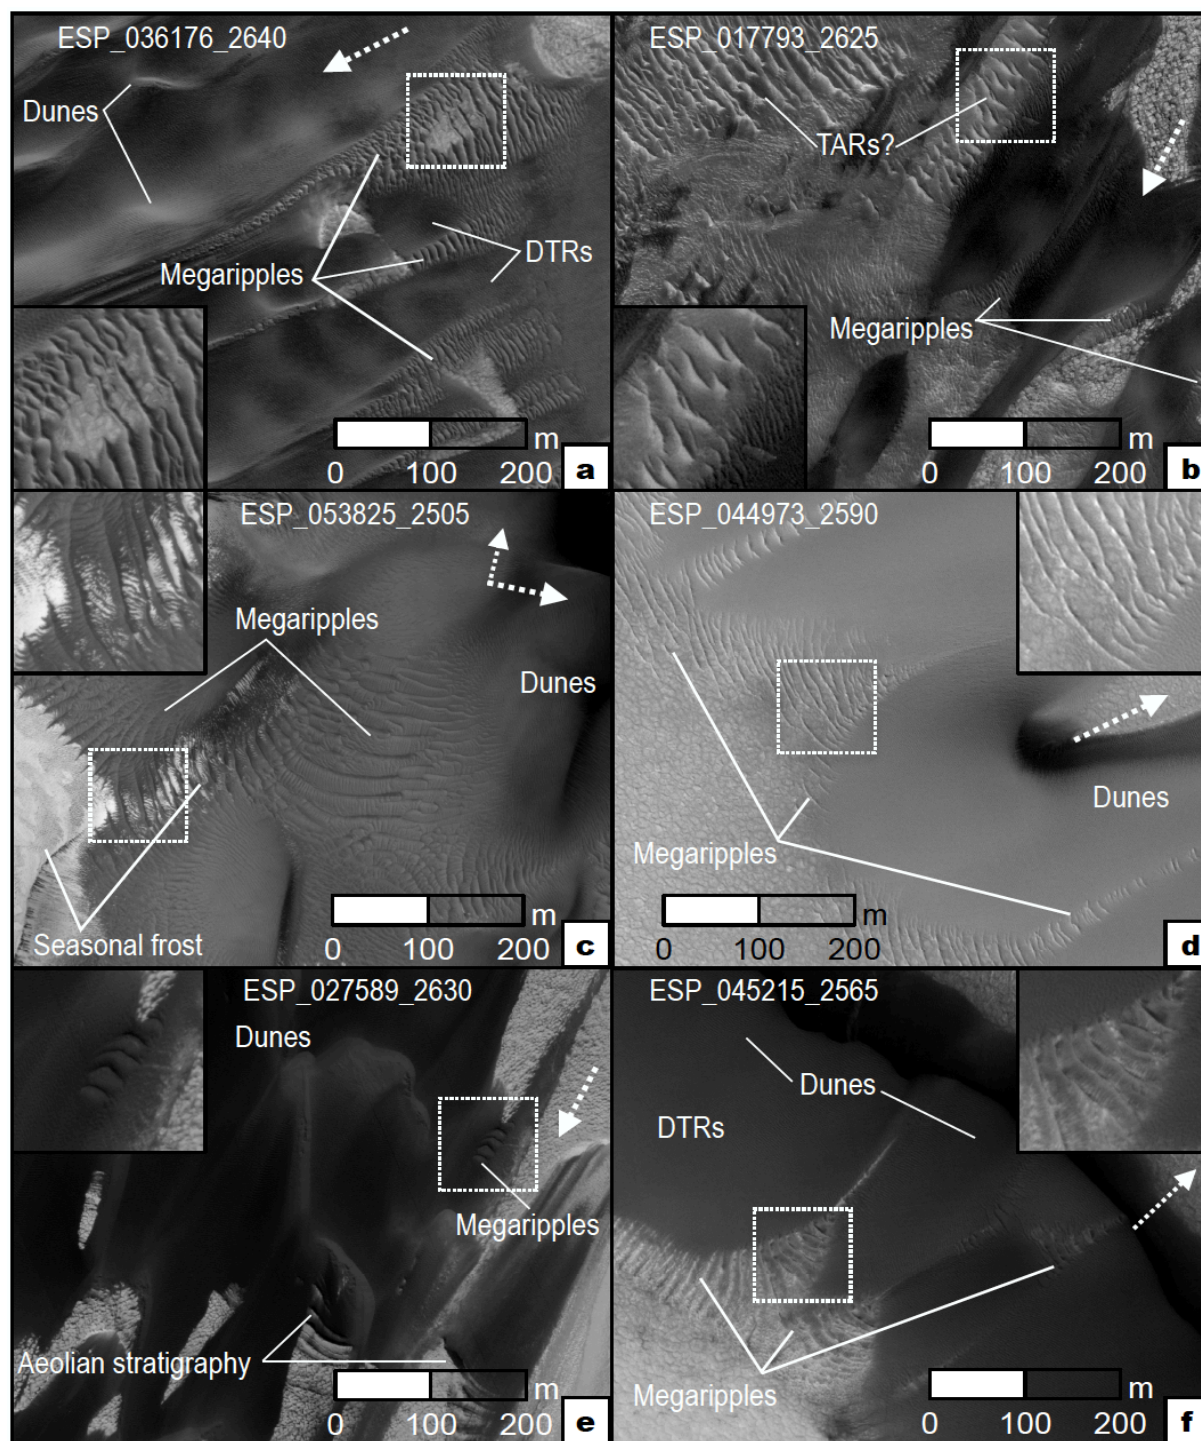 ESP_036176_2640
Dunes
Megaripples
DTRs
m
0 100 200
a
ESP_017793_2625
TARs?
Megaripples
m
0 100 200
b
ESP_053825_2505
Megaripples
Dunes
Seasonal frost
m
0 100 200
c
ESP_044973_2590
Dunes
Megaripples
m
0 100 200
d
ESP_027589_2630
Dunes
Megaripples
Aeolian stratigraphy
m
0 100 200
e
ESP_045215_2565
Dunes
DTRs
Megaripples
m
0 100 200
f